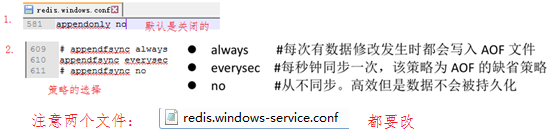 redis.windows.conf
1. 581 appendonly no 默认是关闭的
2. 609 # appendfsync always
610 appendfsync everysec
611 # appendfsync no
策略的选择
● always #每次有数据修改发生时都会写入 AOF 文件
● everysec #每秒钟同步一次，该策略为 AOF 的缺省策略
● no #从不同步。高效但是数据不会被持久化
注意两个文件： redis.windows-service.conf 都要改